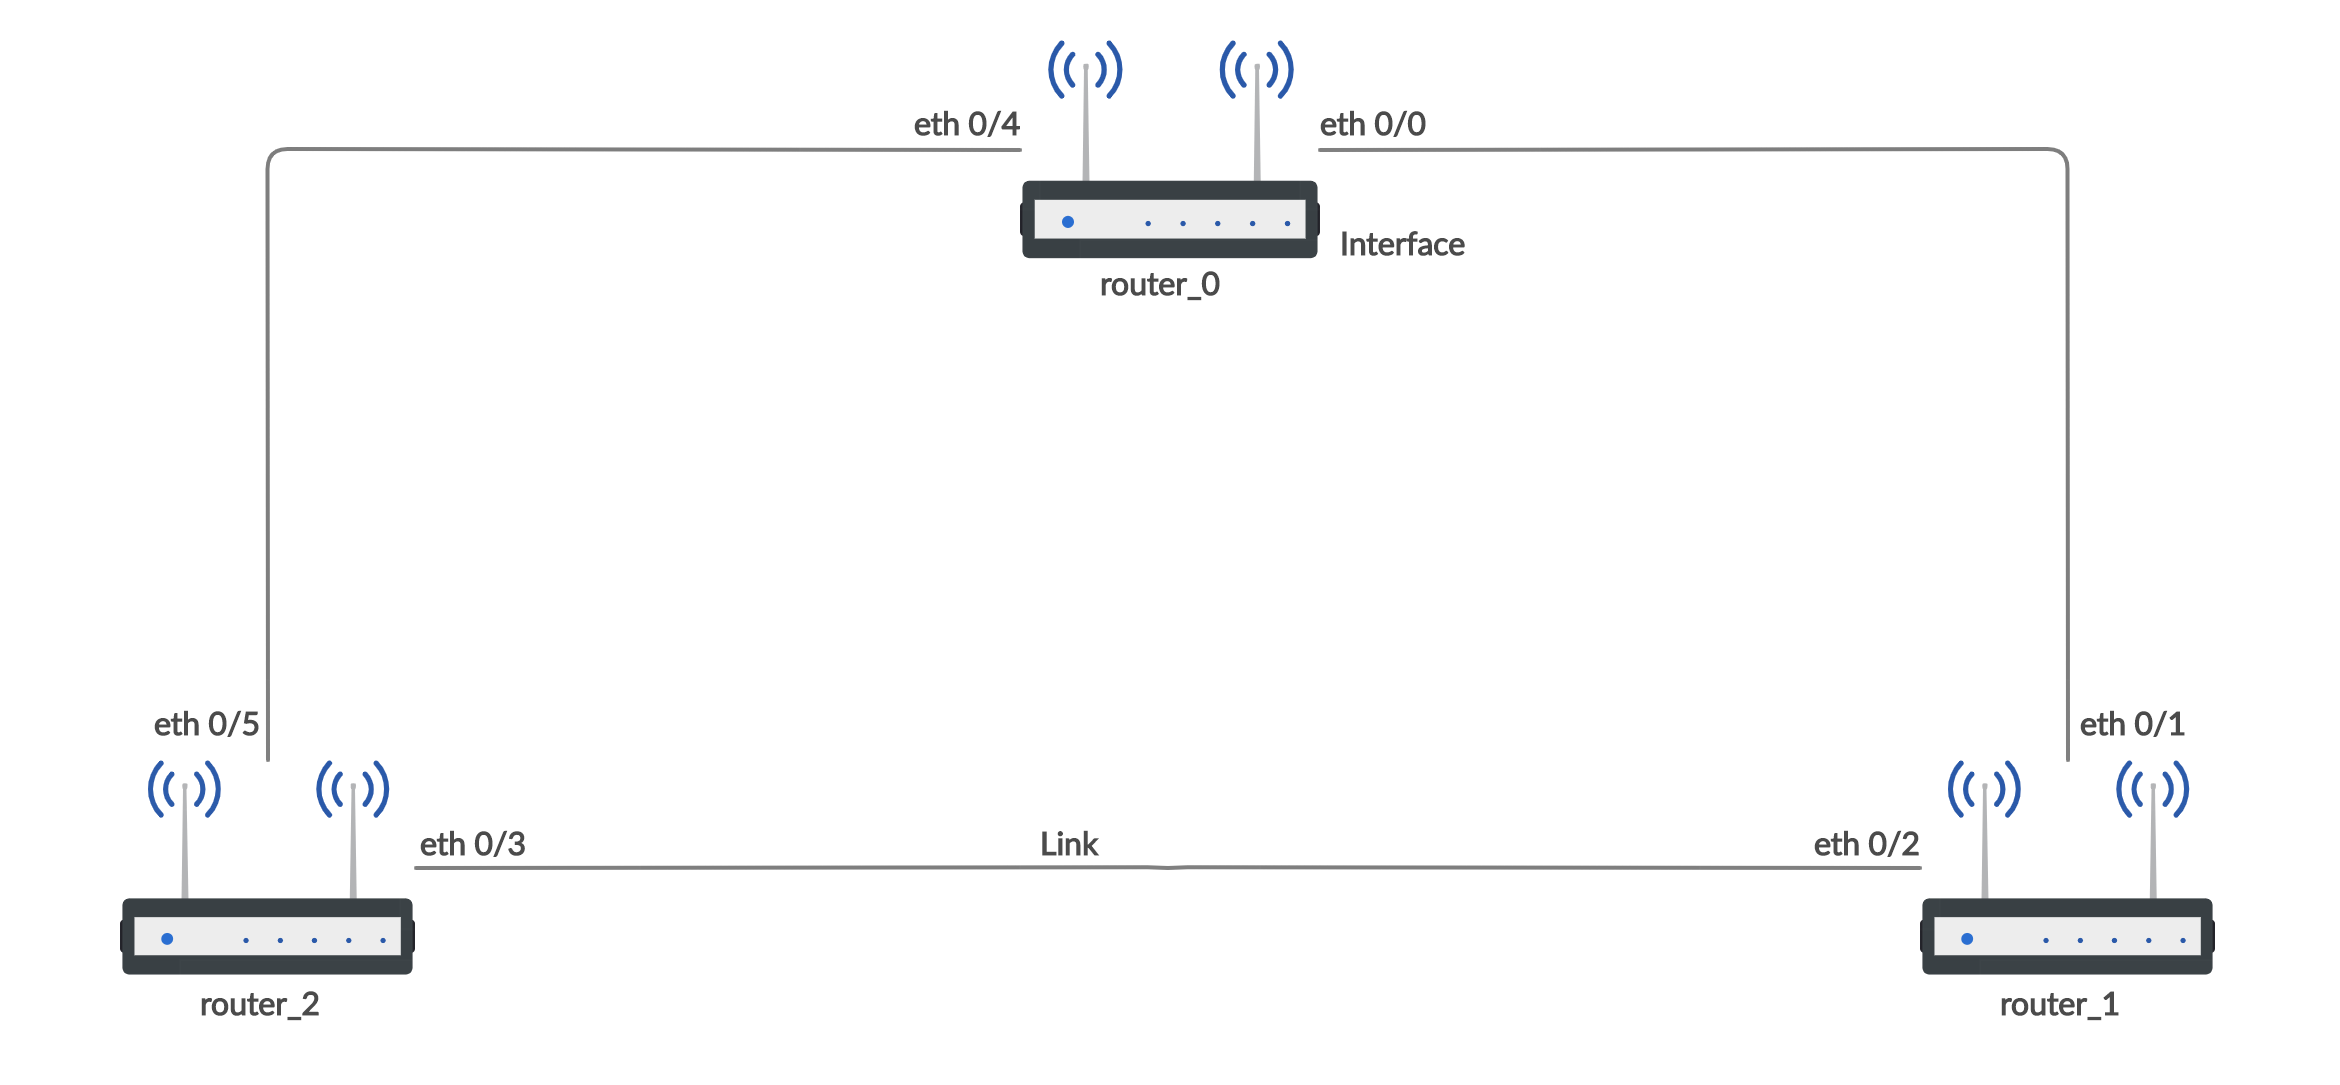 eth 0/4
eth 0/0
Interface
router_0
eth 0/5
eth 0/1
eth 0/3
Link
eth 0/2
router_2
router_1